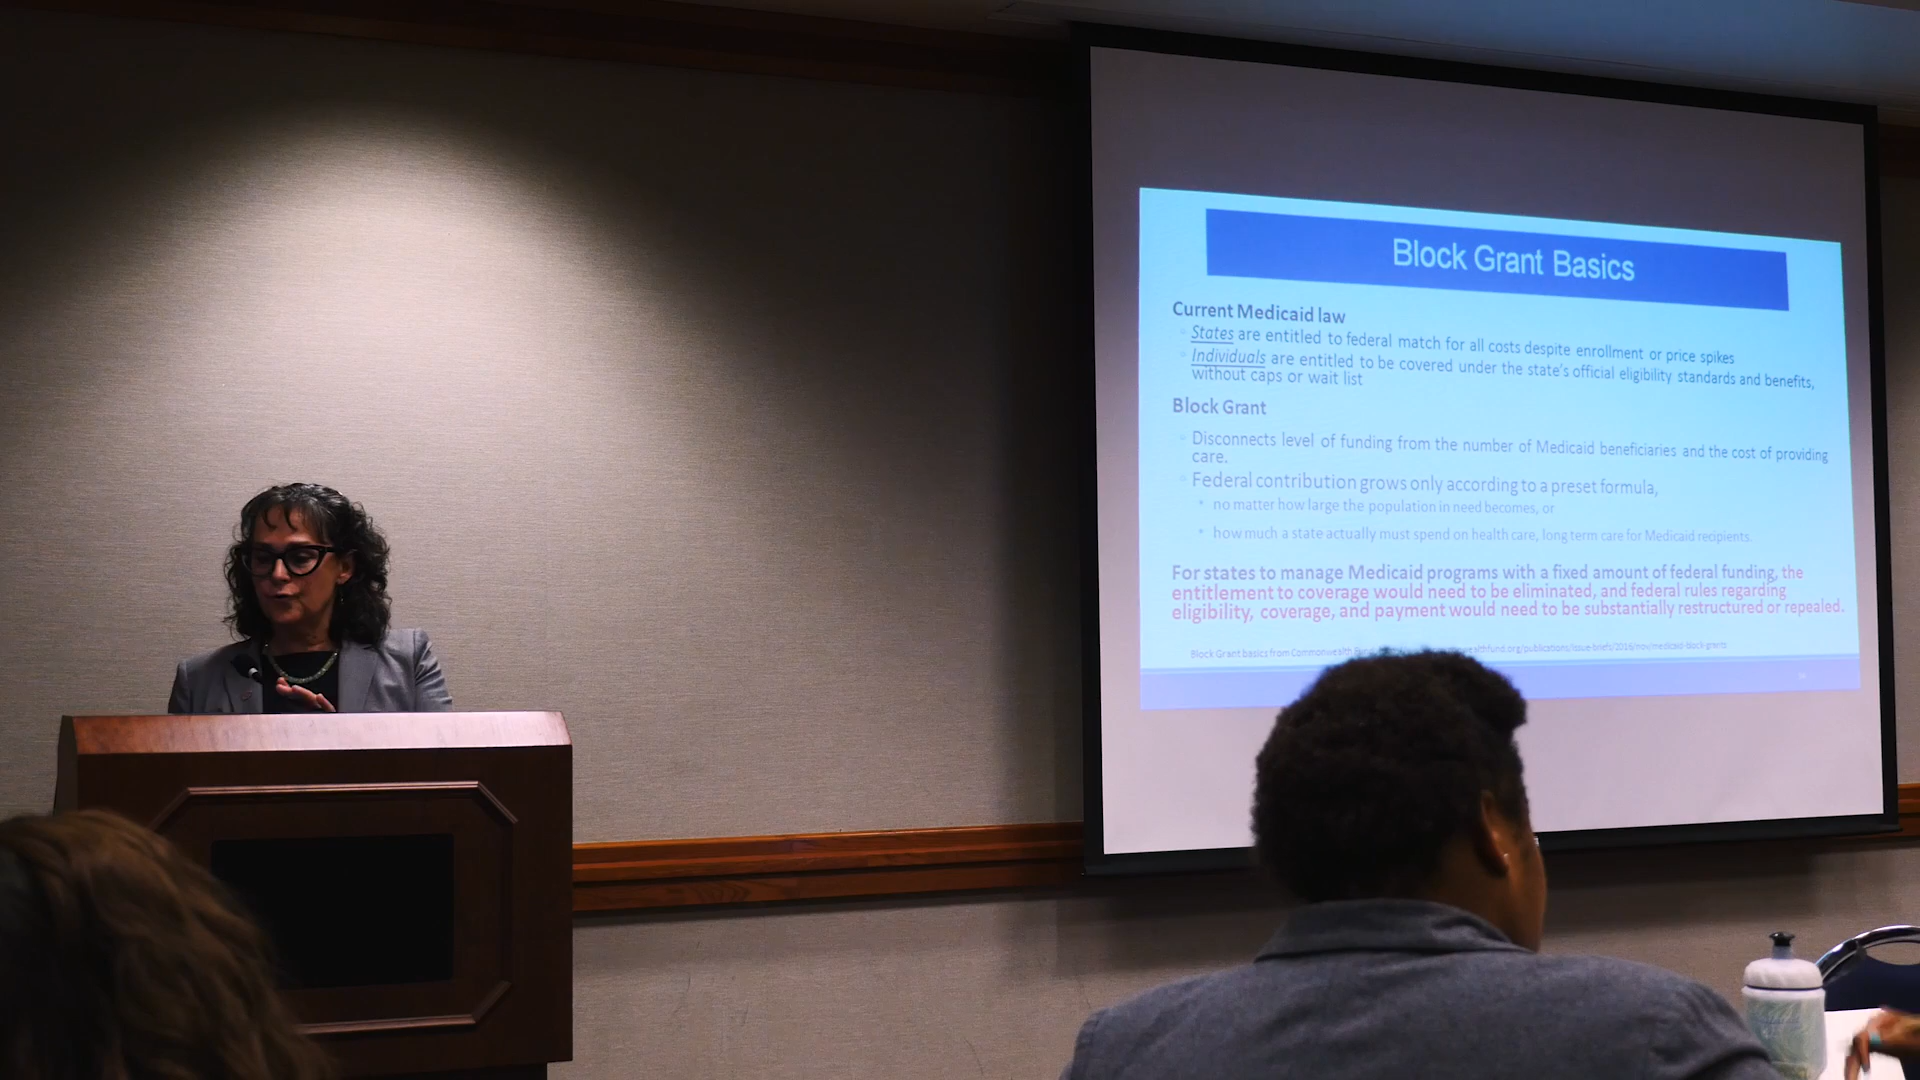 Block Grant Basics
Current Medicaid law
States are entitled to federal match for all costs despite enrollment or price spikes
Individuals are entitled to be covered under the state's official eligibility standards and benefits,
without caps or wait list
Block Grant
Disconnects level of funding from the number of Medicaid beneficiaries and the cost of providing
care.
Federal contribution grows only according to a preset formula,
no matter how large the population in need becomes, or
how much a state actually must spend on health care, long term care for Medicaid recipients.
For states to manage Medicaid programs with a fixed amount of federal funding, the
entitlement to coverage would need to be eliminated, and federal rules regarding
eligibility, coverage, and payment would need to be substantially restructured or repealed.
Block Grant basics from Commonwealth